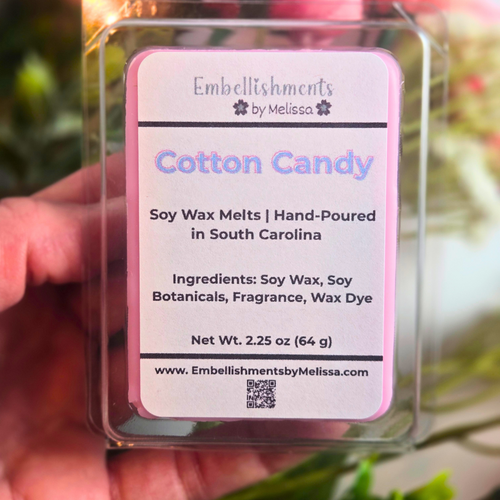 Embellishments
by Melissa
Cotton Candy
Soy Wax Melts | Hand-Poured
in South Carolina
Ingredients: Soy Wax, Soy
Botanicals, Fragrance, Wax Dye
Net Wt. 2.25 oz (64 g)
www. EmbellishmentsbyMelissa.com